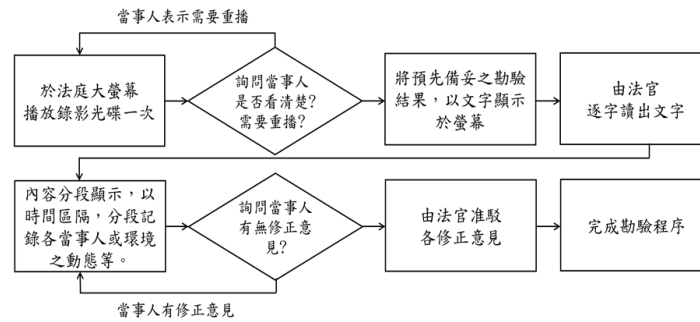 當事人表示需要重播
於法庭大螢幕
播放錄影光碟一次
詢問當事人
是否看清楚?
需要重播?
將預先備妥之勘驗
結果,以文字顯示
於螢幕
由法官
逐字讀出文字
內容分段顯示,以
時間區隔,分段記
錄各當事人或環境
之動態等。
詢問當事人
有無修正意
見?
由法官准駁
各修正意見
完成勘驗程序
當事人有修正意見